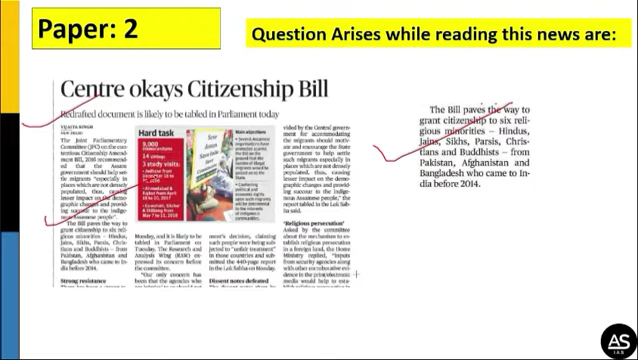 Paper: 2
Question Arises while reading this news are:
Centre okays Citizenship Bill
Redrafted document is likely to be tabled in Parliament today
VIJAITA SINGH
NEW DELHI
The Joint Parliamentary
Committee (JPC) on the con-
tentious Citizenship Amend-
ment Bill, 2016 recommend-
ed that the Assam
government should help set-
tle migrants "especially in
places which are not densely
populated, thus, causing
lesser impact on the demo-
graphic changes and provid-
ing succour to the indige-
nous Assamese people".
The Bill paves the way to
grant citizenship to six reli-
gious minorities – Hindus,
Jains, Sikhs, Parsis, Chris-
tians and Buddhists – from
Pakistan, Afghanistan and
Bangladesh who came to In-
dia before 2014.
Strong resistance
Hard task
9,000
14
3 study visits:
Main objections
Monday, and it is likely to be
tabled in Parliament on
Tuesday. The Research and
Analysis Wing (RAW) ex-
pressed its concern before
the committee.
"Our only concern has
been that the agencies who
ment's decision, claiming
such people were being sub-
jected to "unfair treatment"
in those countries and sub-
mitted the 440-page report
in the Lok Sabha on Monday.
Dissent notes defeated
vided by the Central govern-
ment for accommodating
the migrants should motiv-
ate and encourage the State
government to help settle
such migrants especially in
places which are not densely
populated, thus, causing
lesser impact on the demo-
graphic changes and provid-
ing succour to the indige-
nous Assamese people," the
report tabled in the Lok Sab-
ha said.
'Religious persecution'
Asked by the committee
about the mechanism to es-
tablish religious persecution
in a foreign land, the Home
Ministry replied, "Inputs
from security agencies along
with other corroborative evi-
dence in the print/electronic
media would help to esta-
The Bill paves the way to
grant citizenship to six reli-
gious minorities – Hindus,
Jains, Sikhs, Parsis, Chris-
tians and Buddhists – from
Pakistan, Afghanistan and
Bangladesh who came to In-
dia before 2014.
AS
IAS